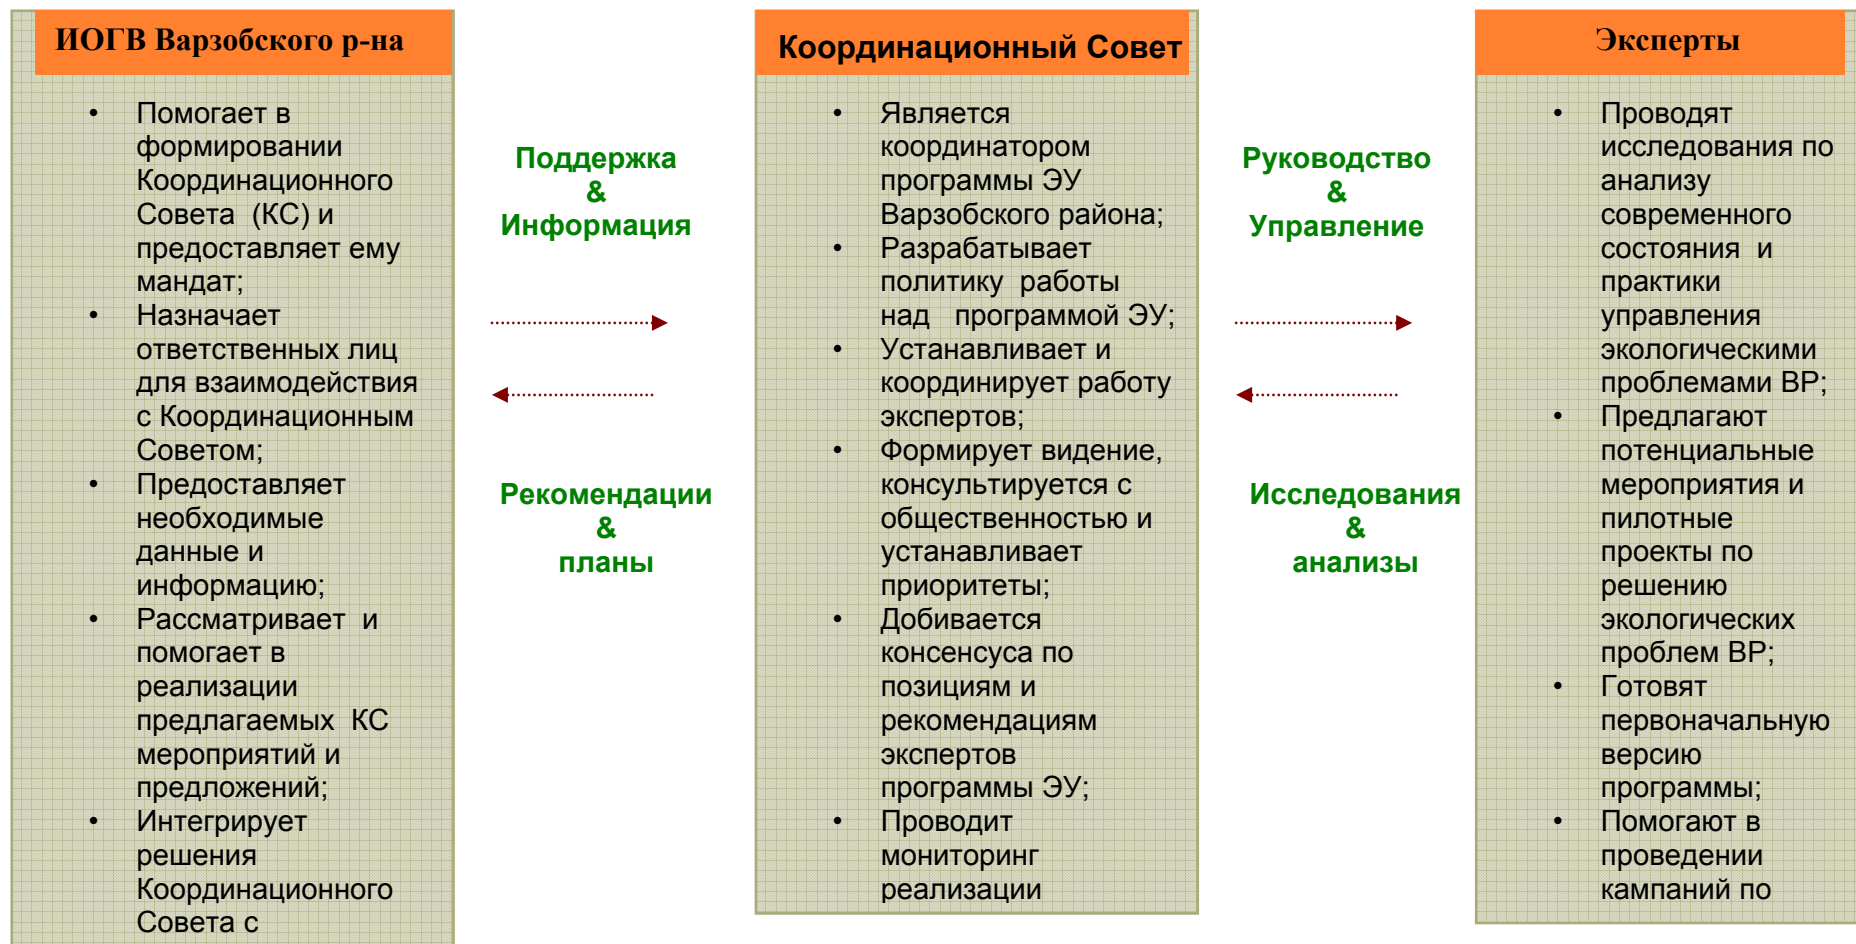 ИОГВ Варзобского р-на
• Помогает в
формировании
Координационного
Совета (КС) и
предоставляет ему
мандат;
• Назначает
ответственных лиц
для взаимодействия
с Координационным
Советом;
• Предоставляет
необходимые
данные и
информацию;
• Рассматривает и
помогает в
реализации
предлагаемых КС
мероприятий и
предложений;
• Интегрирует
решения
Координационного
Совета с
Поддержка
&
Информация
Рекомендации
&
планы
Координационный Совет
• Является
координатором
программы ЭУ
Варзобского района;
• Разрабатывает
политику работы
над программой ЭУ;
• Устанавливает и
координирует работу
экспертов;
• Формирует видение,
консультируется с
общественностью и
устанавливает
приоритеты;
• Добивается
консенсуса по
позициям и
рекомендациям
экспертов
программы ЭУ;
• Проводит
мониторинг
реализации
Руководство
&
Управление
Исследования
&
анализы
Эксперты
• Проводят
исследования по
анализу
современного
состояния и
практики
управления
экологическими
проблемами ВР;
• Предлагают
потенциальные
мероприятия и
пилотные
проекты по
решению
экологических
проблем ВР;
• Готовят
первоначальную
версию
программы;
• Помогают в
проведении
кампаний по